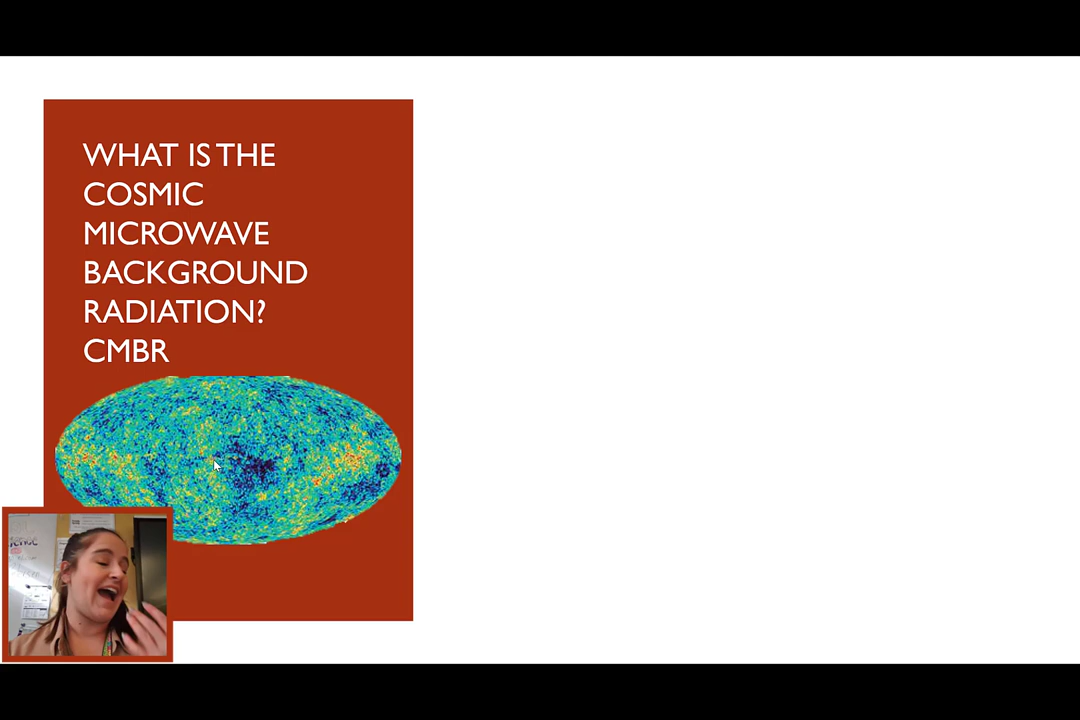 WHAT IS THE
COSMIC
MICROWAVE
BACKGROUND
RADIATION?
CMBR